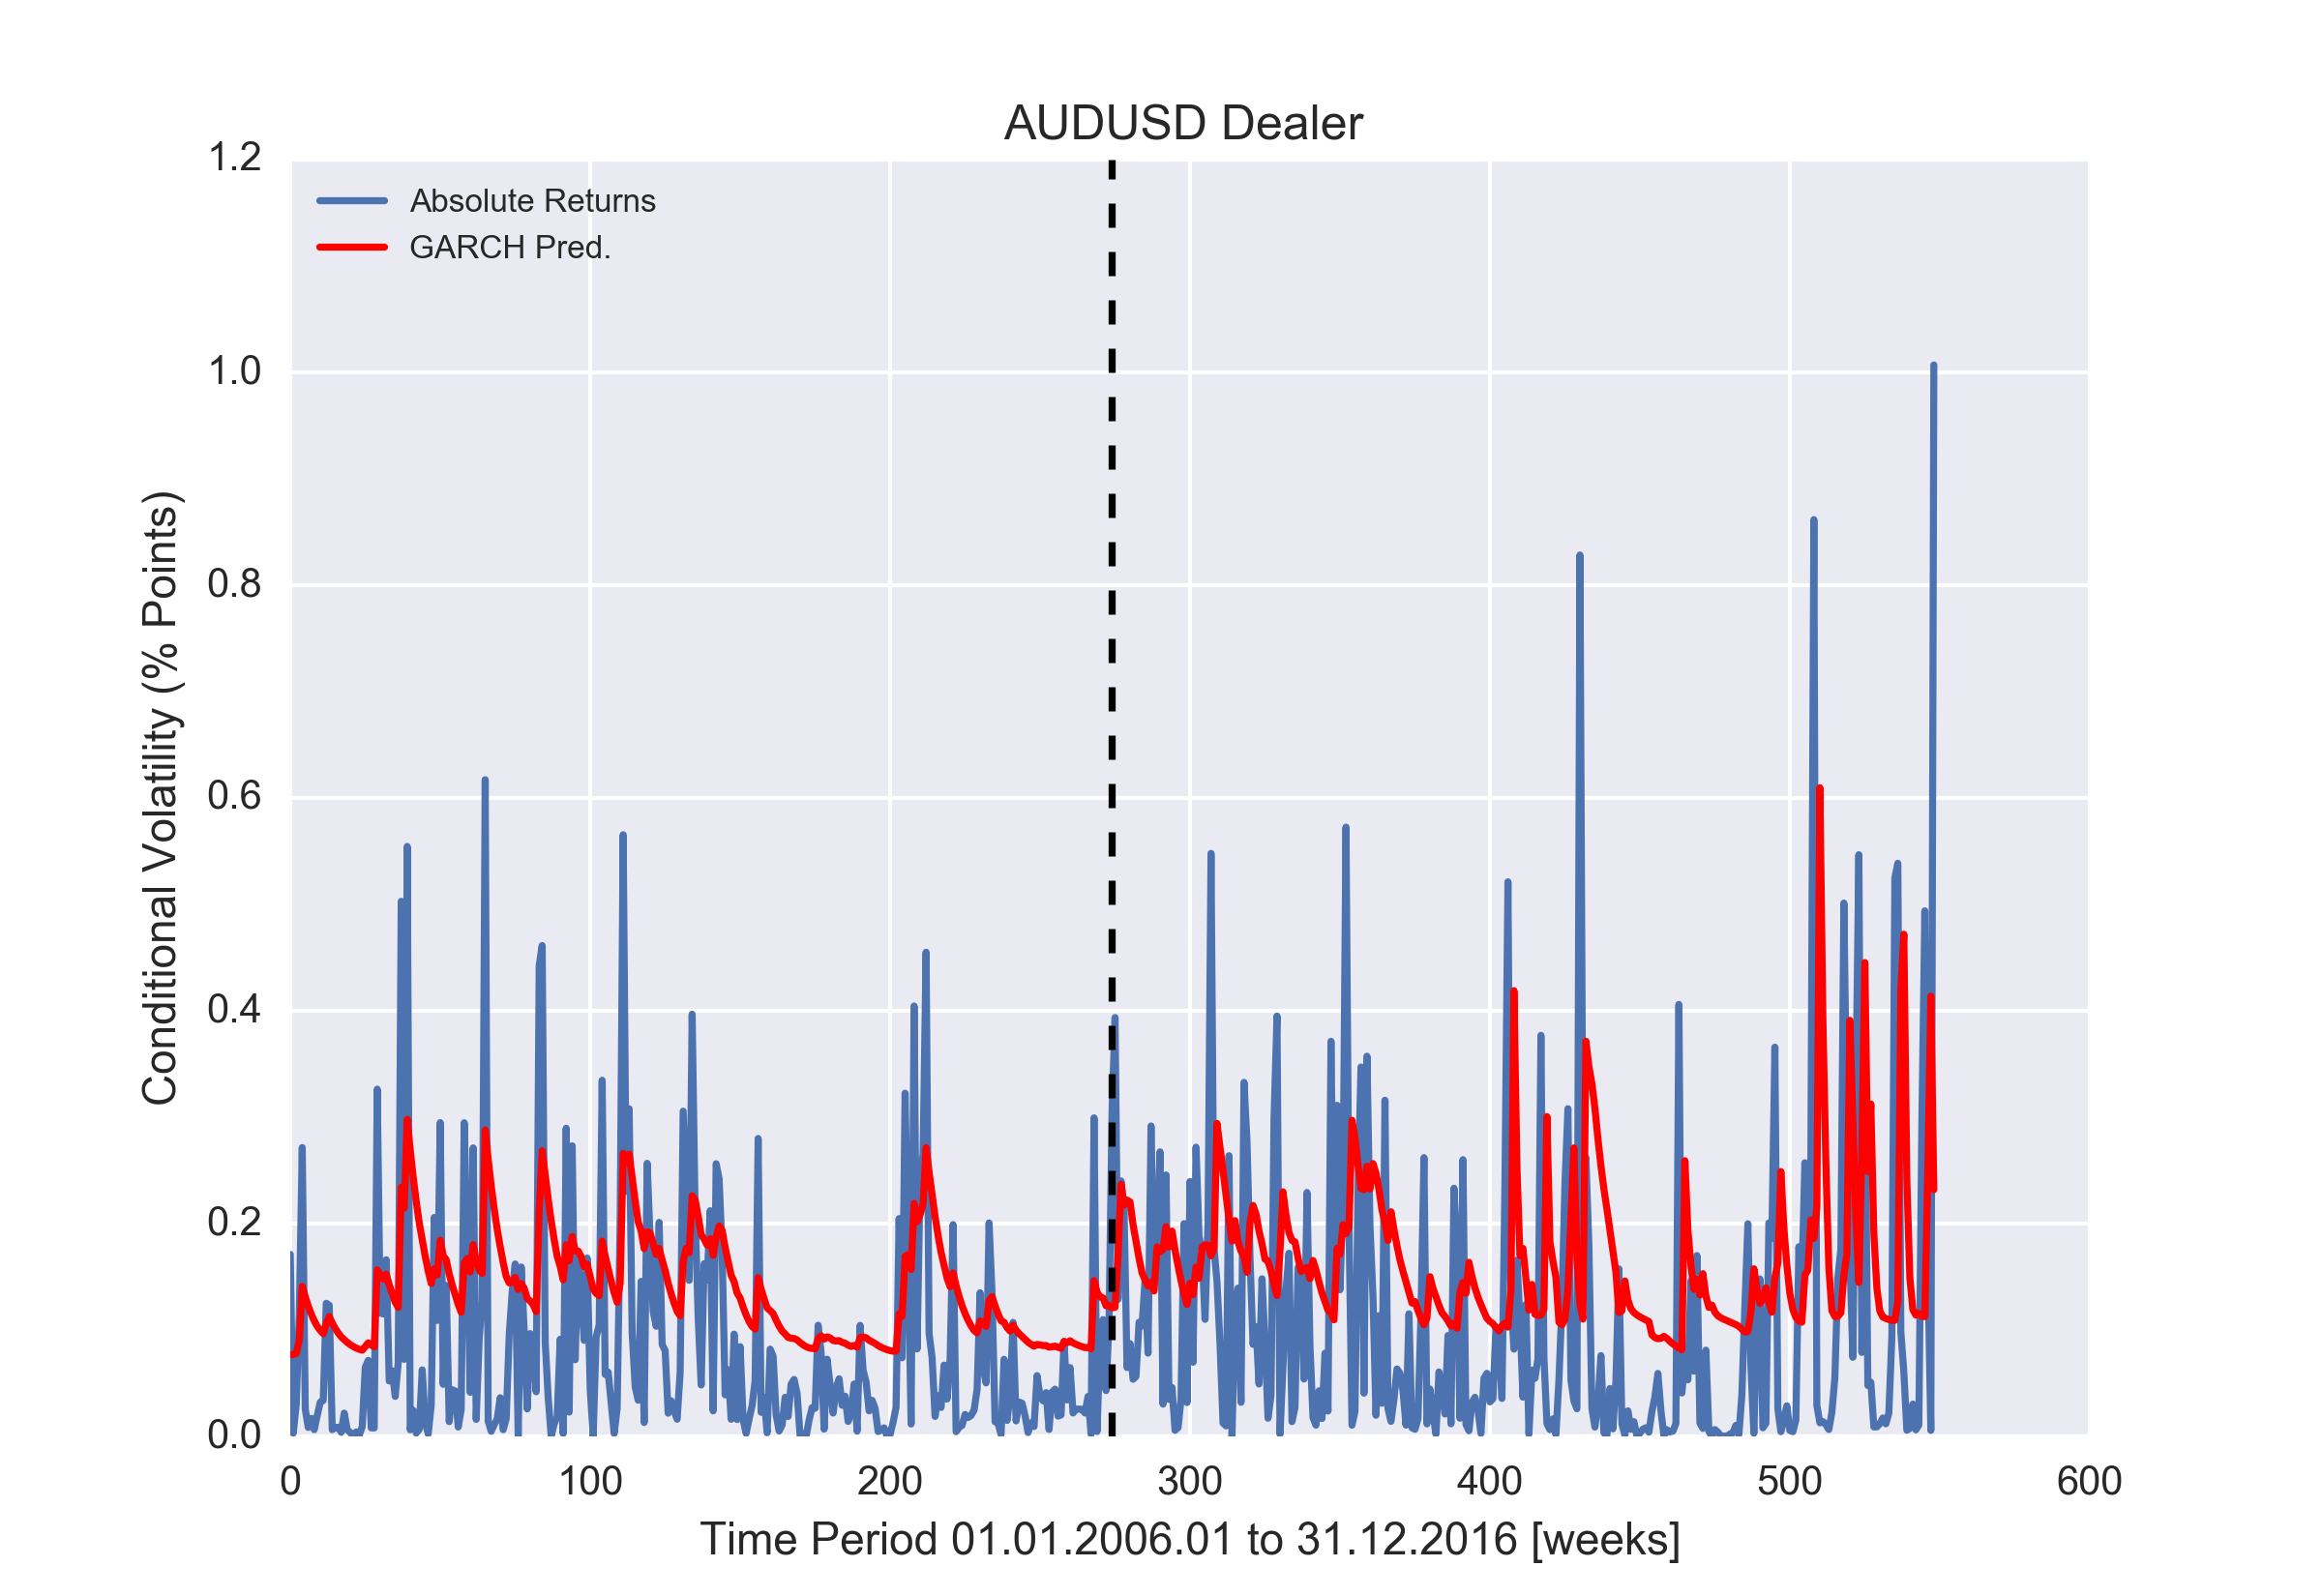 AUDUSD Dealer
1.2
1.0
0.8
0.6
0.4
0.2
0.0
Conditional Volatility (% Points)
Absolute Returns
GARCH Pred.
0 100 200 300 400 500 600
Time Period 01.01.2006.01 to 31.12.2016 [weeks]